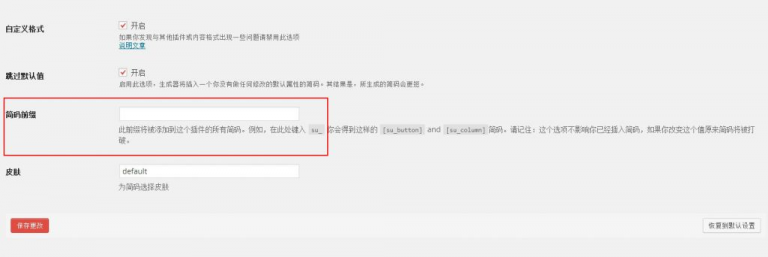 自定义格式
开启
如果你发现与其他插件或内容格式出现一些问题请禁用此选项
说明文章
跳过默认值
开启
启用此选项，生成器将插入一个你没有做任何修改的默认属性的简码。其结果是，新生成的简码会更短。
简码前缀
此前缀将被添加到这个插件的所有简码。例如，在此处键入 su_ 你会得到这样的 [su_button] and [su_column] 简码。请记住：这个选项不影响你已经插入简码，如果你改变这个值原来简码将被打破。
皮肤
default
为简码选择皮肤
保存更改
恢复到默认设置